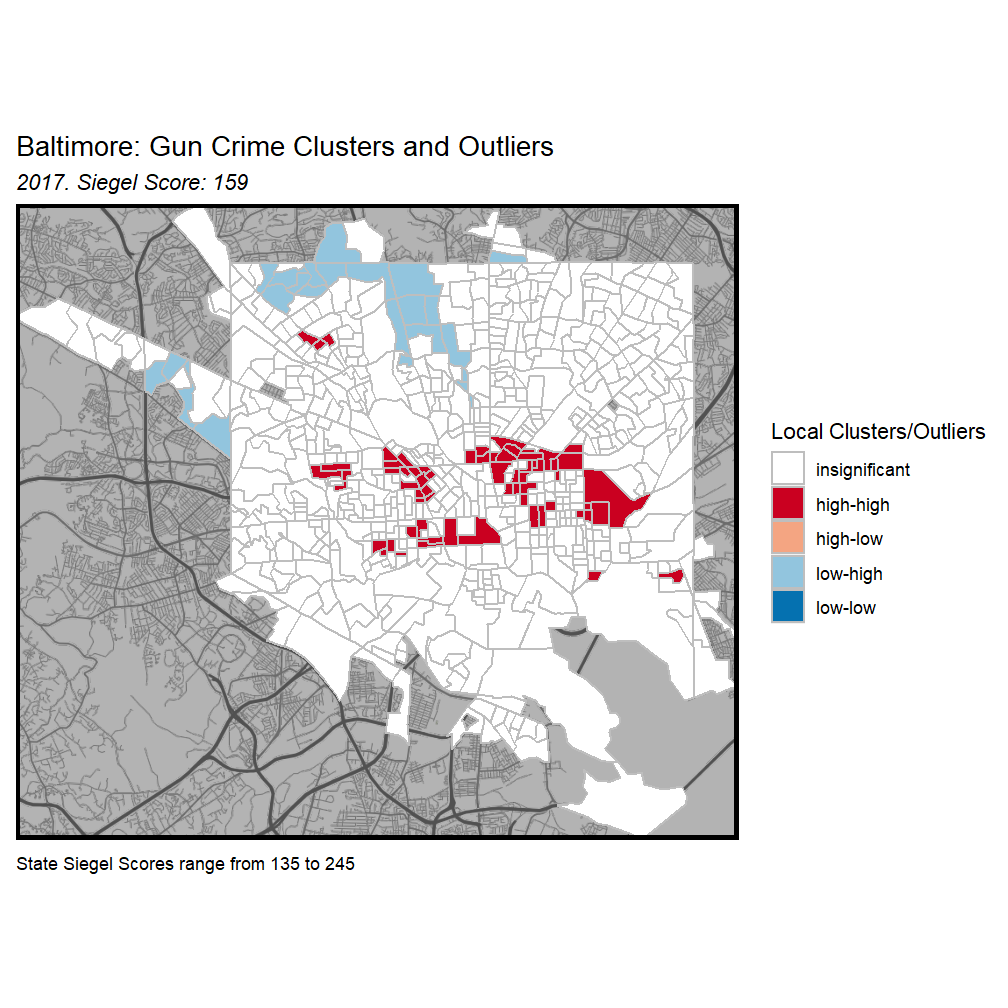 Baltimore: Gun Crime Clusters and Outliers
2017. Siegel Score: 159
Local Clusters/Outliers
insignificant
high-high
high-low
low-high
low-low
State Siegel Scores range from 135 to 245